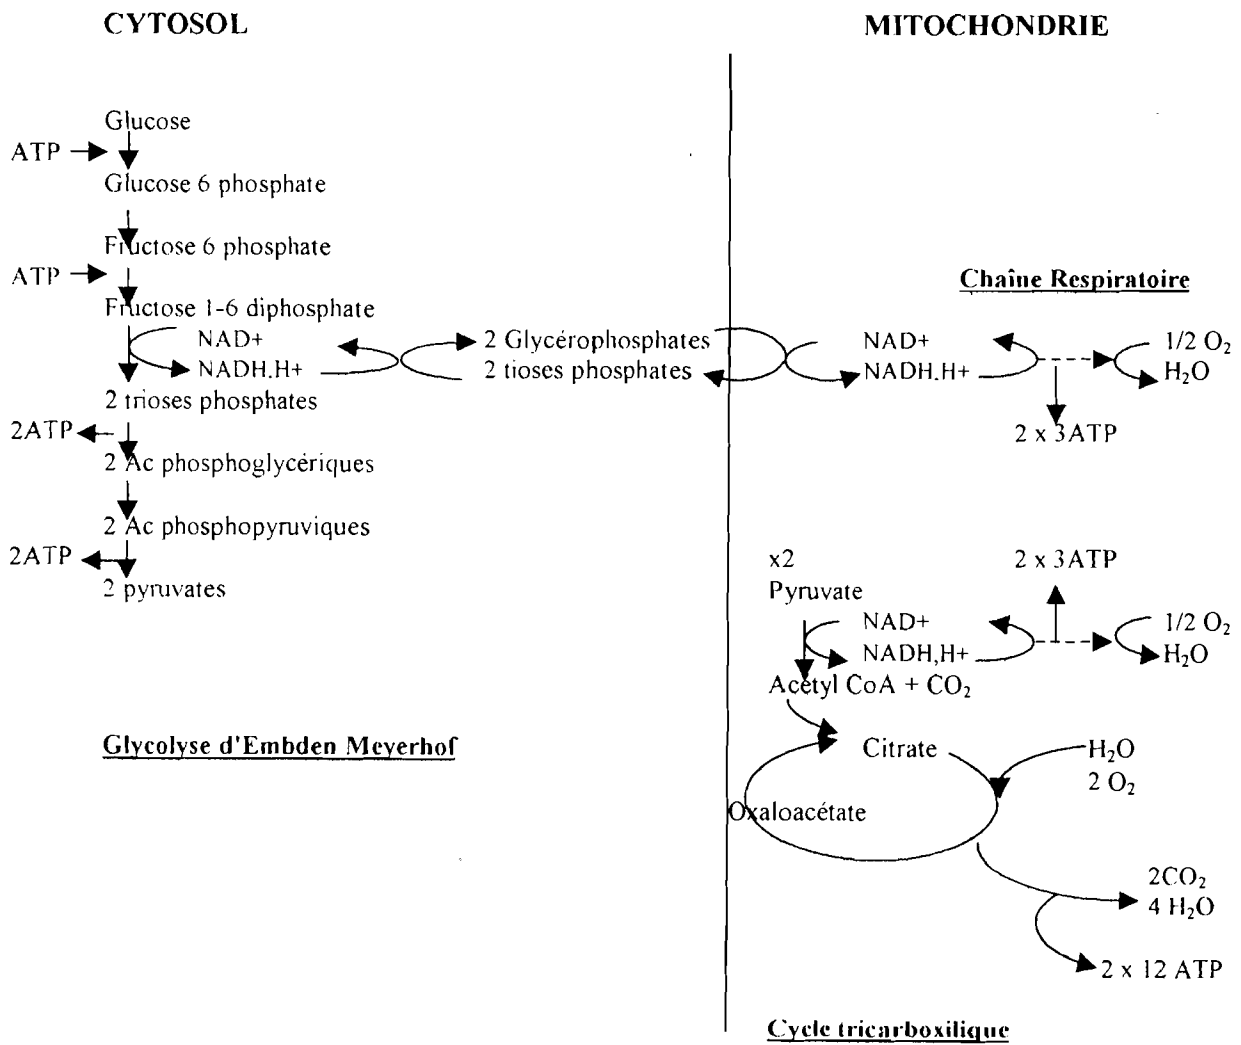 CYTOSOL
MITOCHONDRIE
Glucose
ATP
Glucose 6 phosphate
Fructose 6 phosphate
ATP
Fructose 1-6 diphosphate
NAD+
NADH.H+
2 trioses phosphates
2ATP
2 Ac phosphoglycériques
2 Ac phosphopyruviques
2ATP
2 pyruvates
Glycolyse d'Embden Meyerhof
2 Glycérophosphates
2 tioses phosphates
Chaîne Respiratoire
NAD+
NADH.H+
1/2 O₂
H₂O
2 x 3ATP
x2
Pyruvate
2 x 3ATP
NAD+
NADH,H+
1/2 O₂
H₂O
Acétyl CoA + CO₂
Citrate
H₂O
2 O₂
Oxaloacétate
2CO₂
4 H₂O
2 x 12 ATP
Cycle tricarboxilique